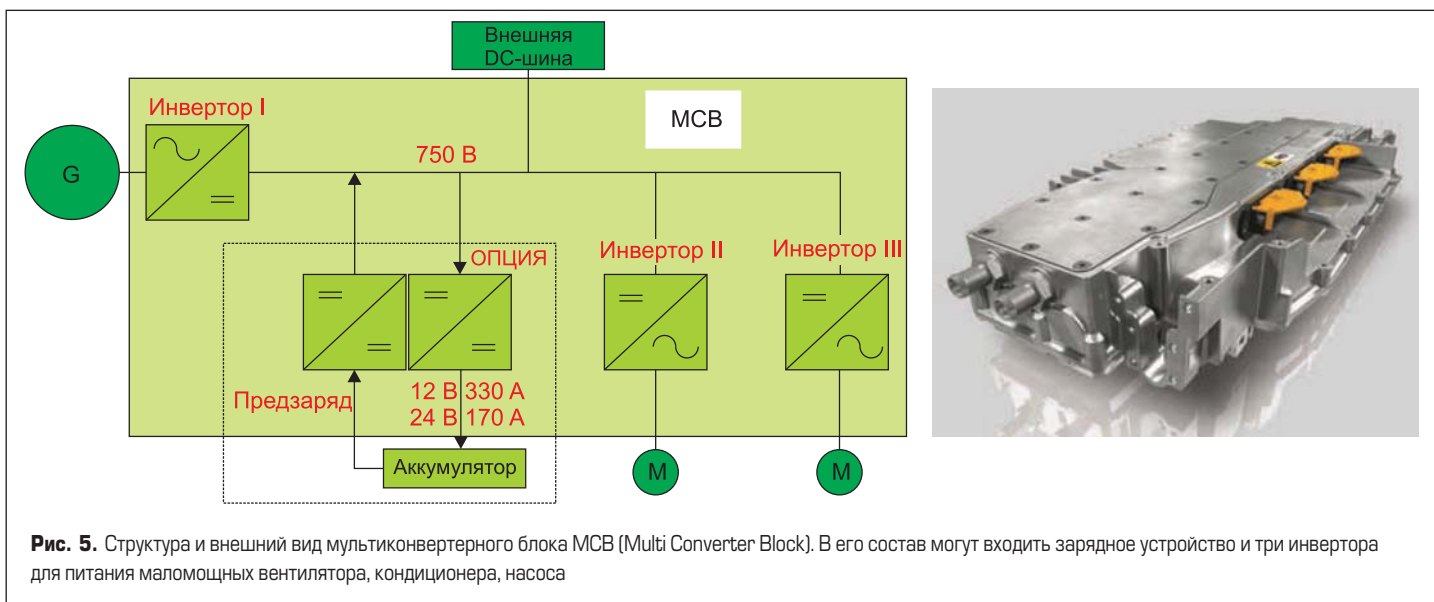 Внешняя
DC-шина
Инвертор I
MCB
G
750 В
ОПЦИЯ
Инвертор II
Инвертор III
Предзаряд
12 В 330 А
24 В 170 А
Аккумулятор
M
M
Рис. 5. Структура и внешний вид мультиконвертерного блока MCB (Multi Converter Block). В его состав могут входить зарядное устройство и три инвертора
для питания маломощных вентилятора, кондиционера, насоса